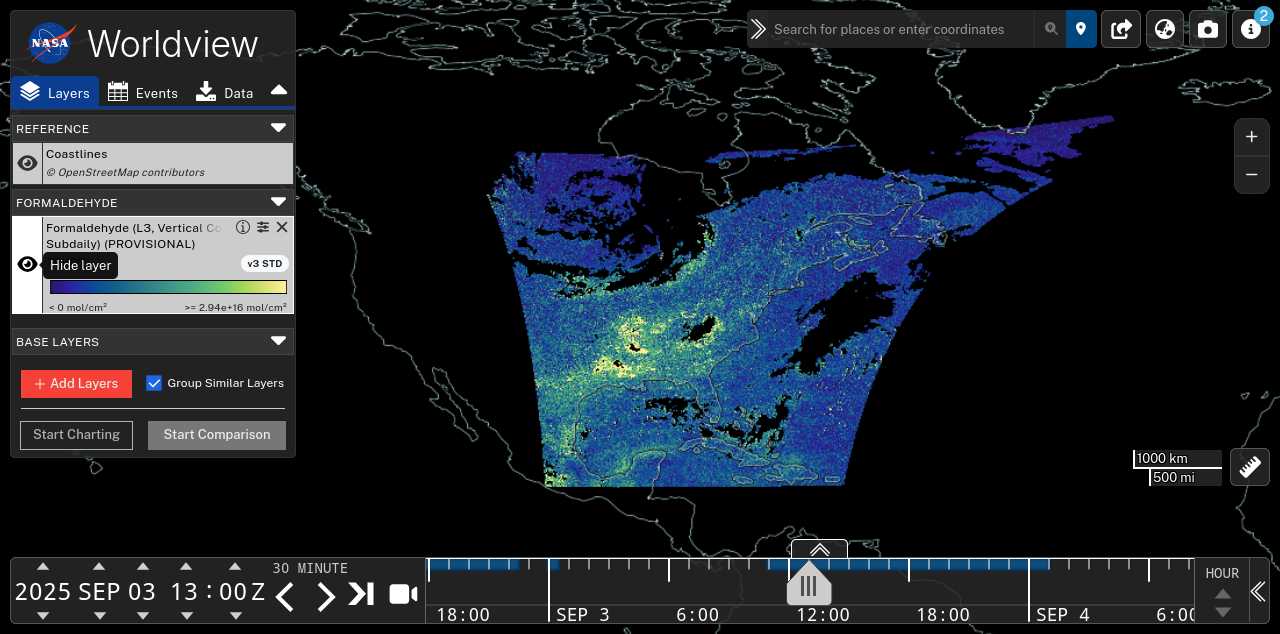 NASA Worldview
Search for places or enter coordinates
2
Layers Events Data
REFERENCE
Coastlines
© OpenStreetMap contributors
FORMALDEHYDE
Formaldehyde (L3, Vertical Co
Subdaily) (PROVISIONAL)
Hide layer
v3 STD
< 0 mol/cm² >= 2.94e+16 mol/cm²
BASE LAYERS
+ Add Layers Group Similar Layers
Start Charting Start Comparison
+
−
1000 km
500 mi
30 MINUTE
2025 SEP 03 13 : 00 Z
18:00 SEP 3 6:00 12:00 18:00 SEP 4 6:00
HOUR